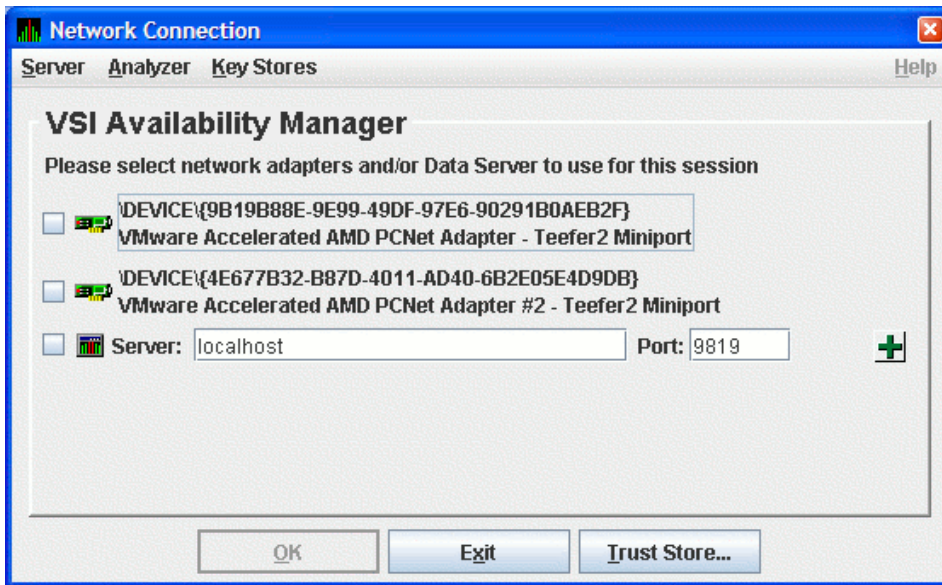 Network Connection
Server Analyzer Key Stores Help
VSI Availability Manager
Please select network adapters and/or Data Server to use for this session
\DEVICE\{9B19B88E-9E99-49DF-97E6-90291B0AEB2F}
VMware Accelerated AMD PCNet Adapter - Teefer2 Miniport
\DEVICE\{4E677B32-B87D-4011-AD40-6B2E05E4D9DB}
VMware Accelerated AMD PCNet Adapter #2 - Teefer2 Miniport
Server: localhost Port: 9819
OK Exit Trust Store...